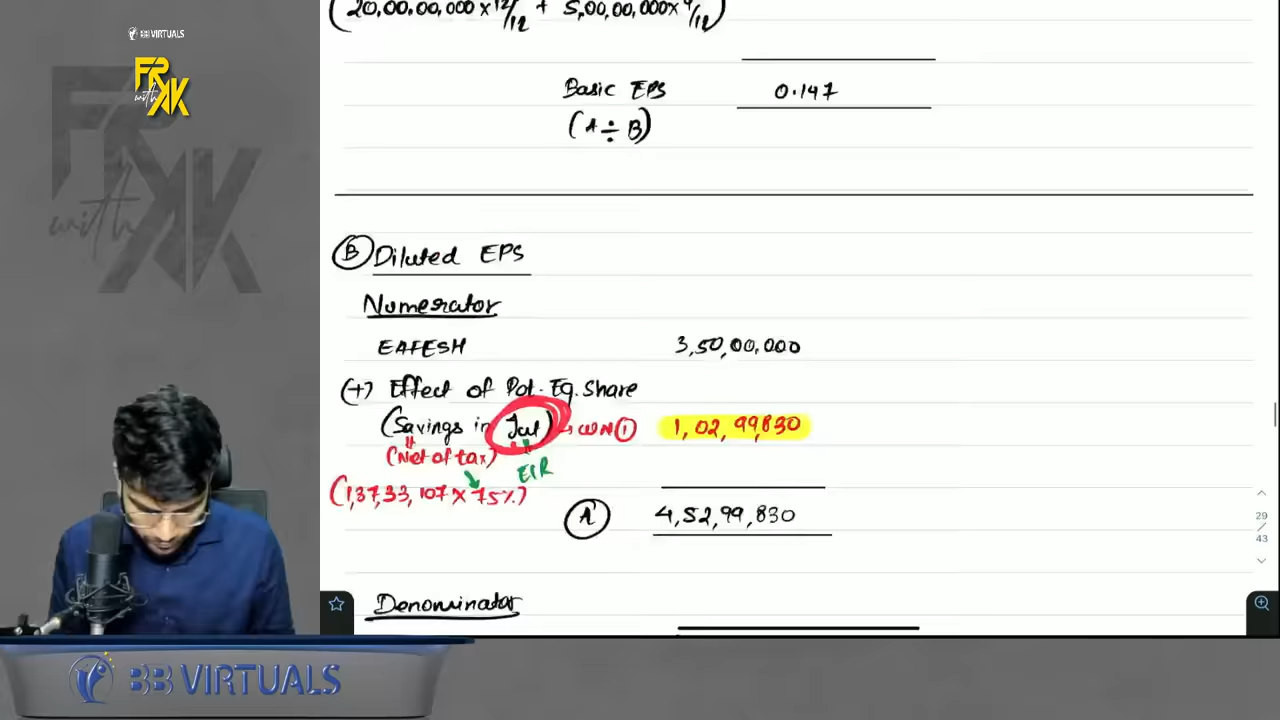 (20,00,00,000 x 12/12 + 5,00,00,000 x 9/12)
BB VIRTUALS
FR
with AK
Basic EPS 0.147
(A ÷ B)
(B) Diluted EPS
Numerator
EAFESH 3,50,00,000
(+) Effect of Pot. Eq. Share
(Savings in Int) → WN (1) 1,02,99,830
(Net of tax) EIR
(1,37,33,107 x 75%)
(A) 4,52,99,830
29
/
43
Denominator
BB VIRTUALS